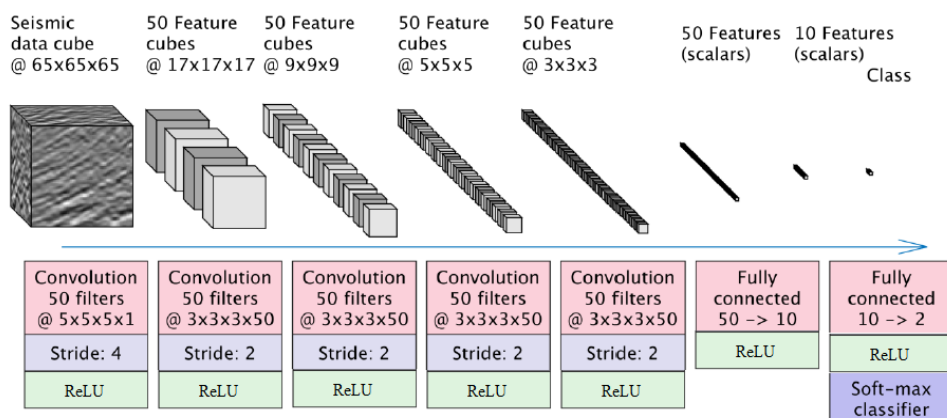 Seismic
data cube
@ 65x65x65
50 Feature
cubes
@ 17x17x17
50 Feature
cubes
@ 9x9x9
50 Feature
cubes
@ 5x5x5
50 Feature
cubes
@ 3x3x3
50 Features
(scalars)
10 Features
(scalars)
Class
Convolution
50 filters
@ 5x5x5x1
Stride: 4
ReLU
Convolution
50 filters
@ 3x3x3x50
Stride: 2
ReLU
Convolution
50 filters
@ 3x3x3x50
Stride: 2
ReLU
Convolution
50 filters
@ 3x3x3x50
Stride: 2
ReLU
Convolution
50 filters
@ 3x3x3x50
Stride: 2
ReLU
Fully
connected
50 -> 10
ReLU
Fully
connected
10 -> 2
ReLU
Soft-max
classifier